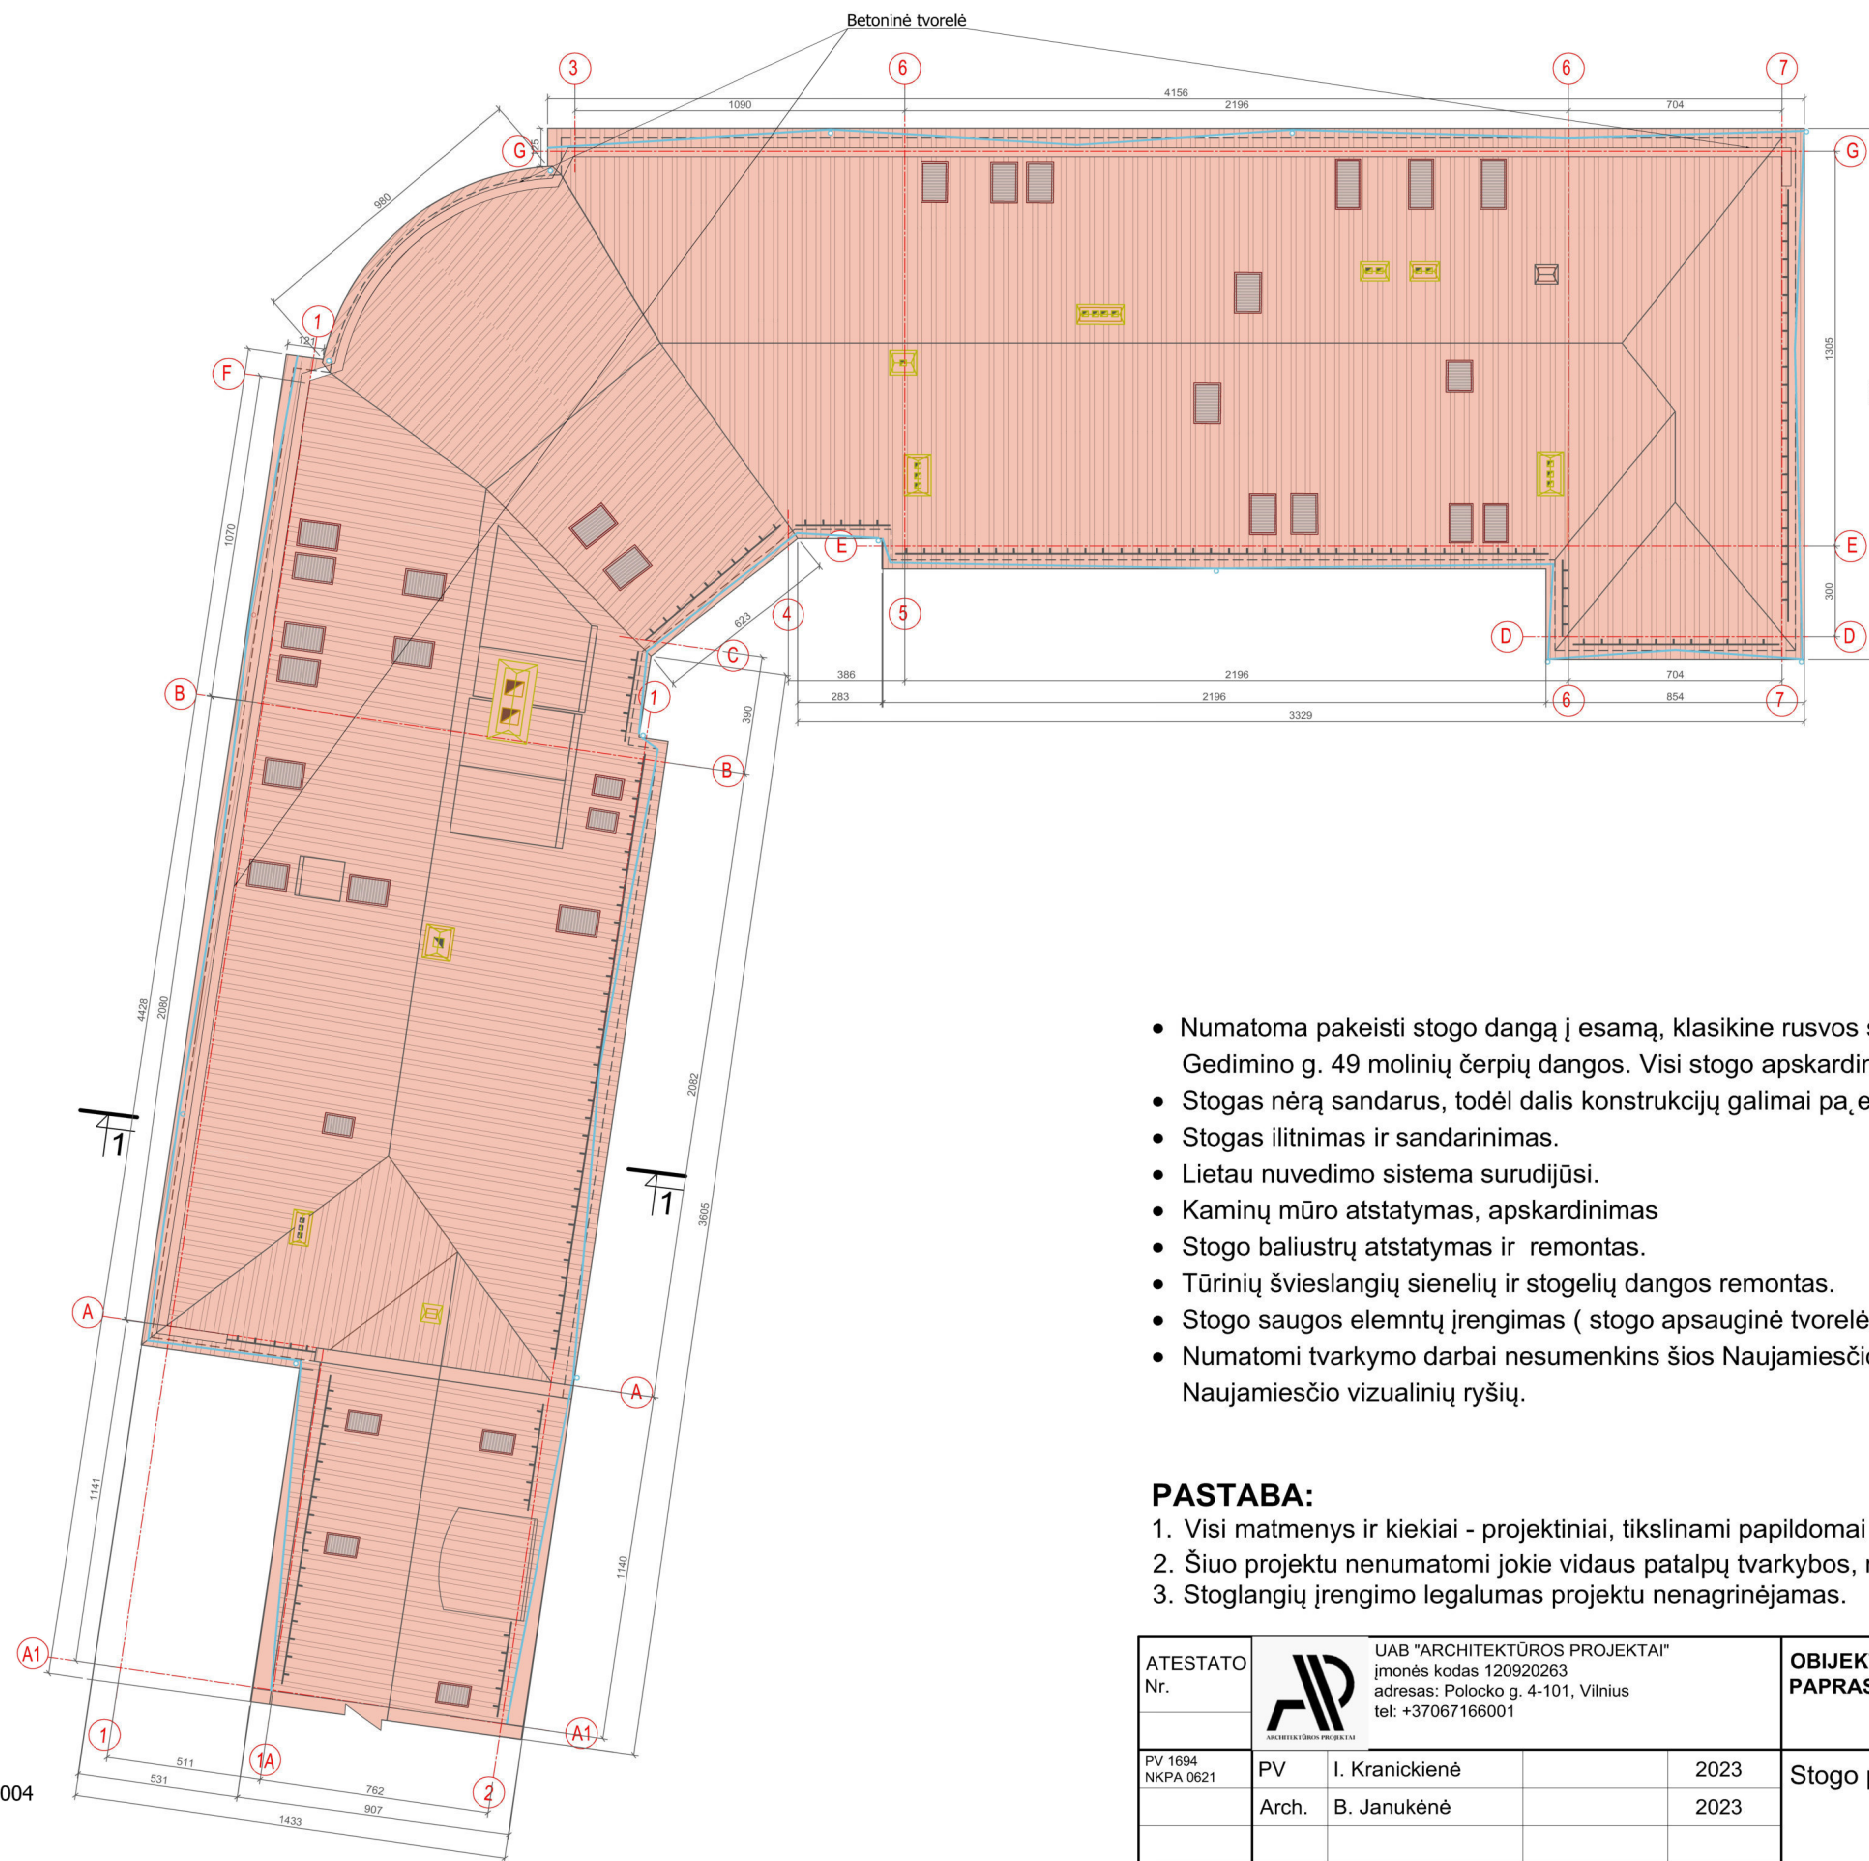 Betoninė tvorelė
3
6
6
7
4156
1090
2196
704
G
G
980
1
121
F
1305
1070
E
E
300
4
5
623
C
D
D
386
2196
704
B
1
283
2196
6
854
7
390
3329
B
4428
2080
2082
1
1
3605
A
A
1141
1140
A1
A1
1
1A
511
531
762
2
907
1433
004
• Numatoma pakeisti stogo dangą į esamą, klasikine rusvos s
Gedimino g. 49 molinių čerpių dangos. Visi stogo apskardin
• Stogas nėrą sandarus, todėl dalis konstrukcijų galimai pa¸e
• Stogas ilitnimas ir sandarinimas.
• Lietau nuvedimo sistema surudijūsi.
• Kaminų mūro atstatymas, apskardinimas
• Stogo baliustrų atstatymas ir remontas.
• Tūrinių švieslangių sienelių ir stogelių dangos remontas.
• Stogo saugos elemntų įrengimas ( stogo apsauginė tvorelė
• Numatomi tvarkymo darbai nesumenkins šios Naujamiesčio
Naujamiesčio vizualinių ryšių.
PASTABA:
1. Visi matmenys ir kiekiai - projektiniai, tikslinami papildomai
2. Šiuo projektu nenumatomi jokie vidaus patalpų tvarkybos, r
3. Stoglangių įrengimo legalumas projektu nenagrinėjamas.
ATESTATO
Nr.
ARCHITEKTŪROS PROJEKTAI
UAB "ARCHITEKTŪROS PROJEKTAI"
įmonės kodas 120920263
adresas: Polocko g. 4-101, Vilnius
tel: +37067166001
OBIJEK
PAPRAS
PV 1694
NKPA 0621
PV I. Kranickienė 2023
Stogo p
Arch. B. Janukėnė 2023